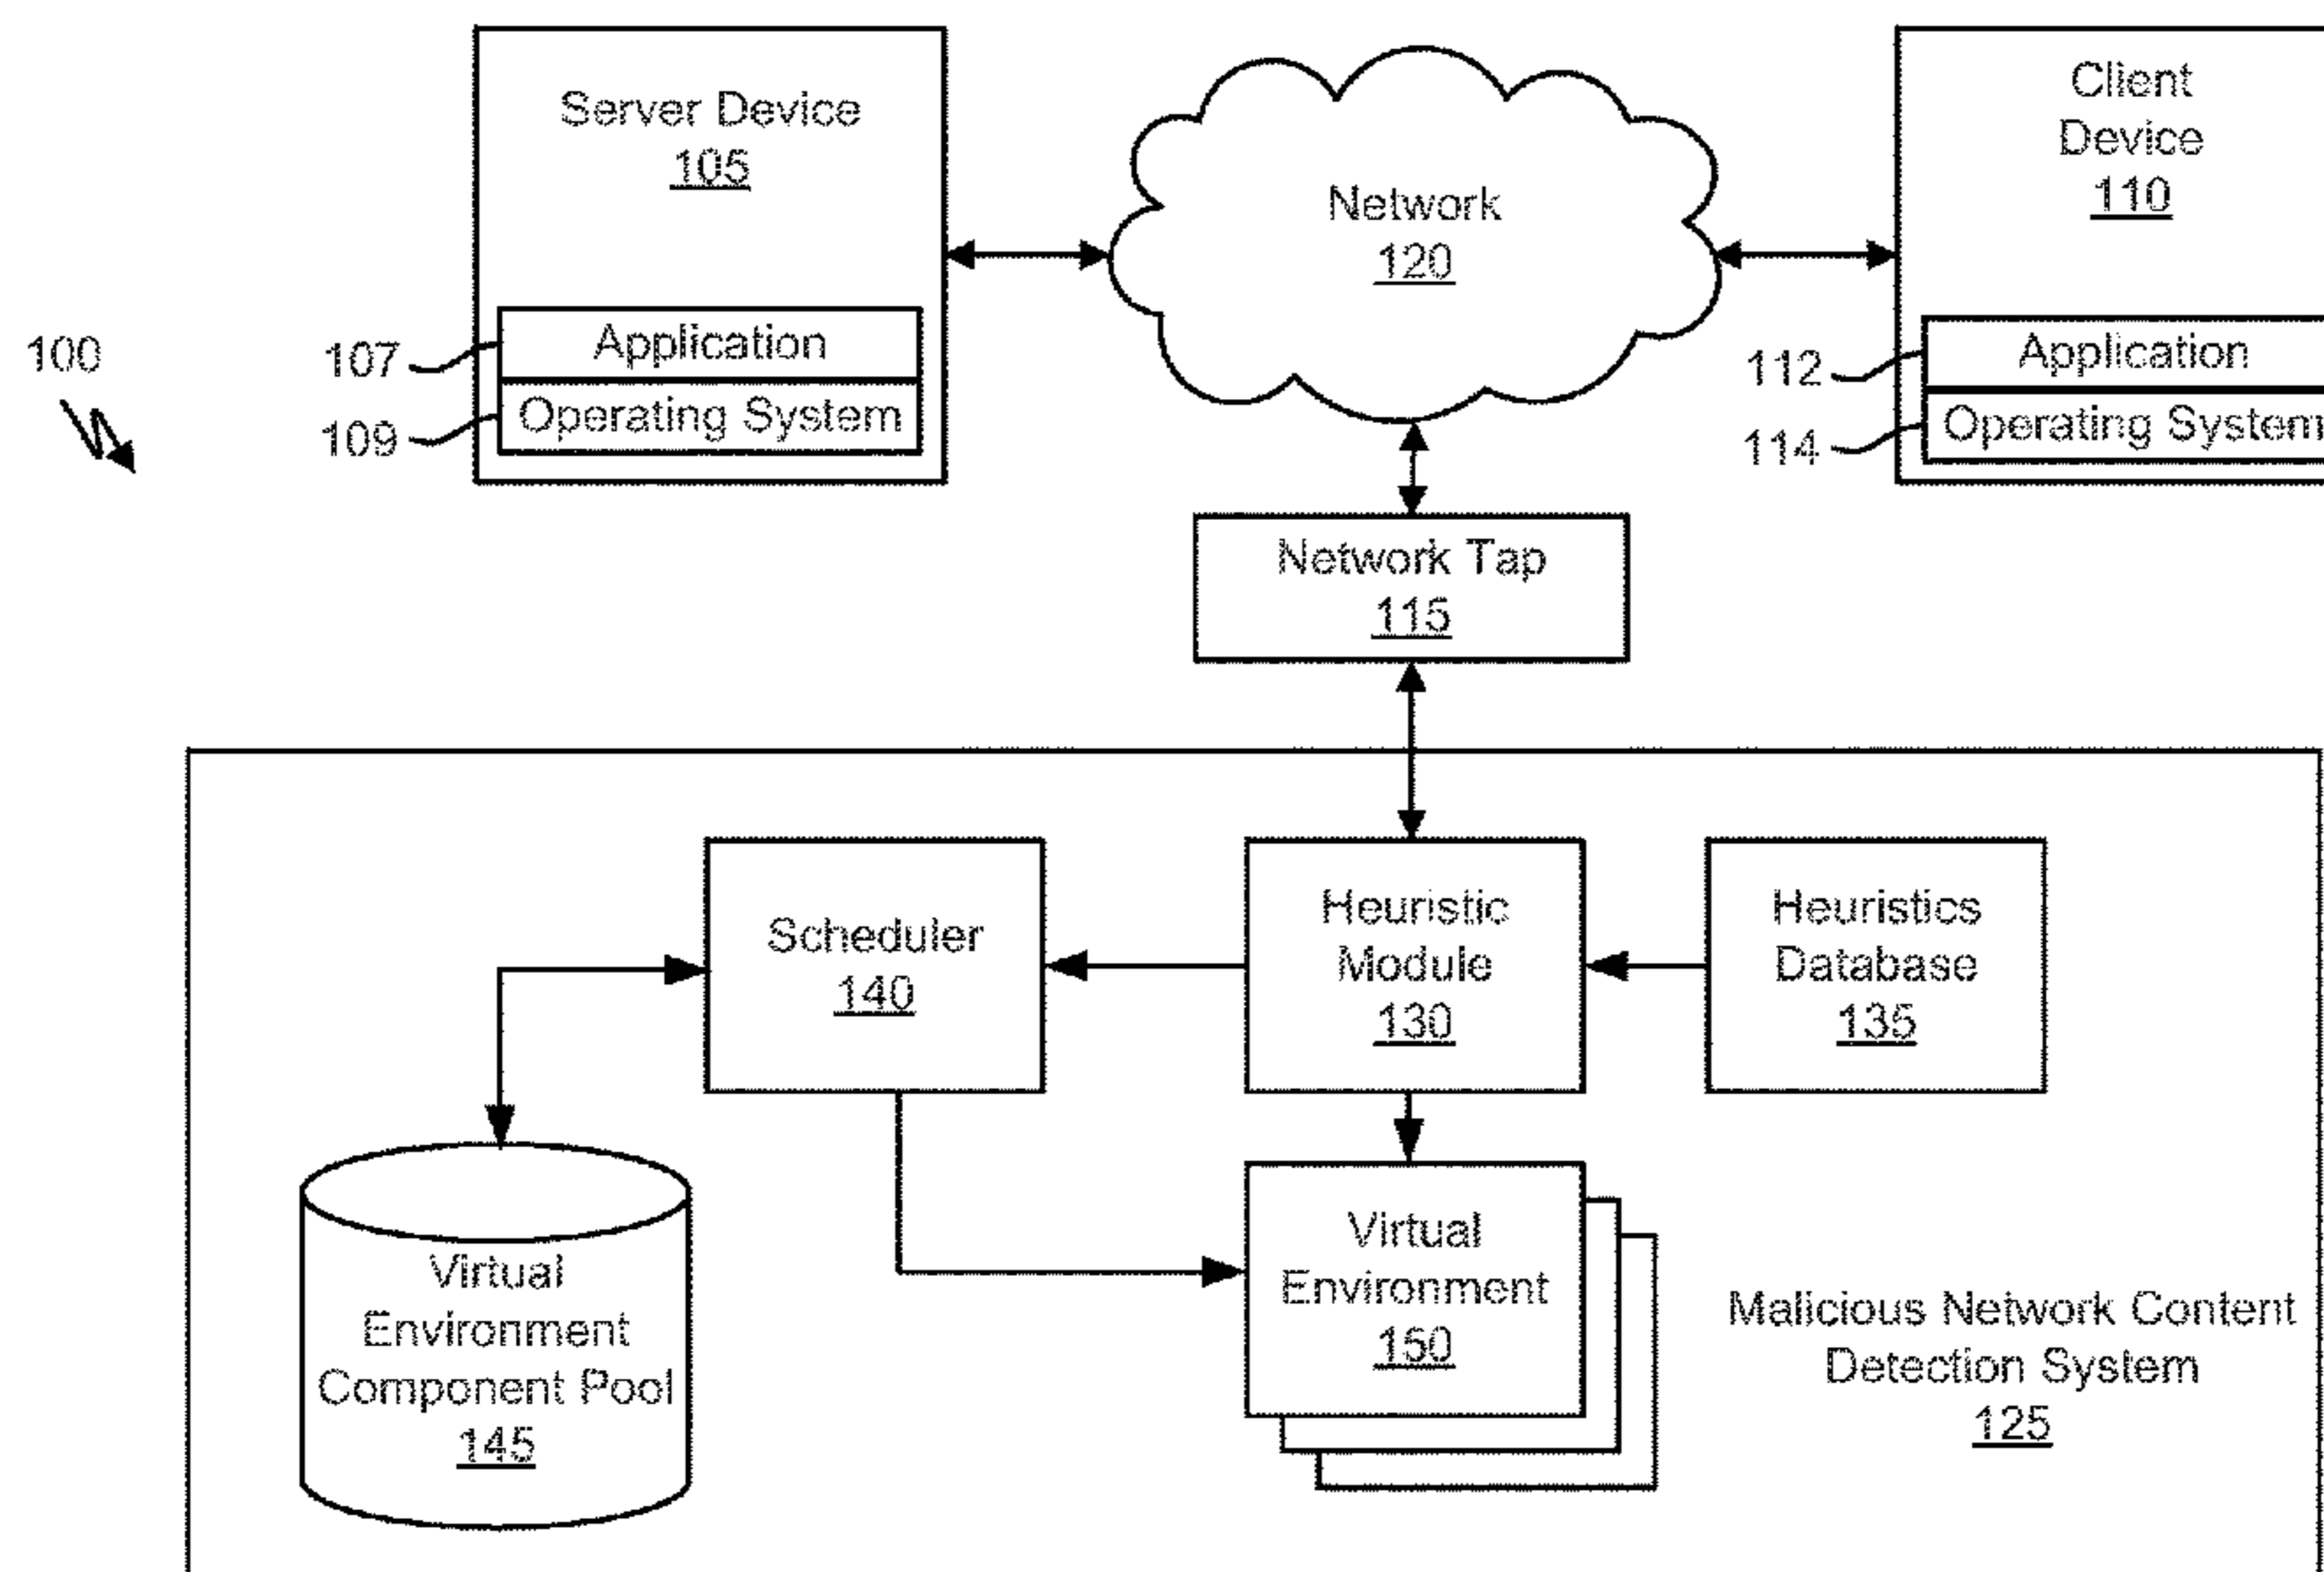 Server Device
105
Application
Operating System
107
109
100
Network
120
Client
Device
110
Application
Operating System
112
114
Network Tap
115
Scheduler
140
Heuristic
Module
130
Heuristics
Database
135
Virtual
Environment
Component Pool
145
Virtual
Environment
150
Malicious Network Content
Detection System
125